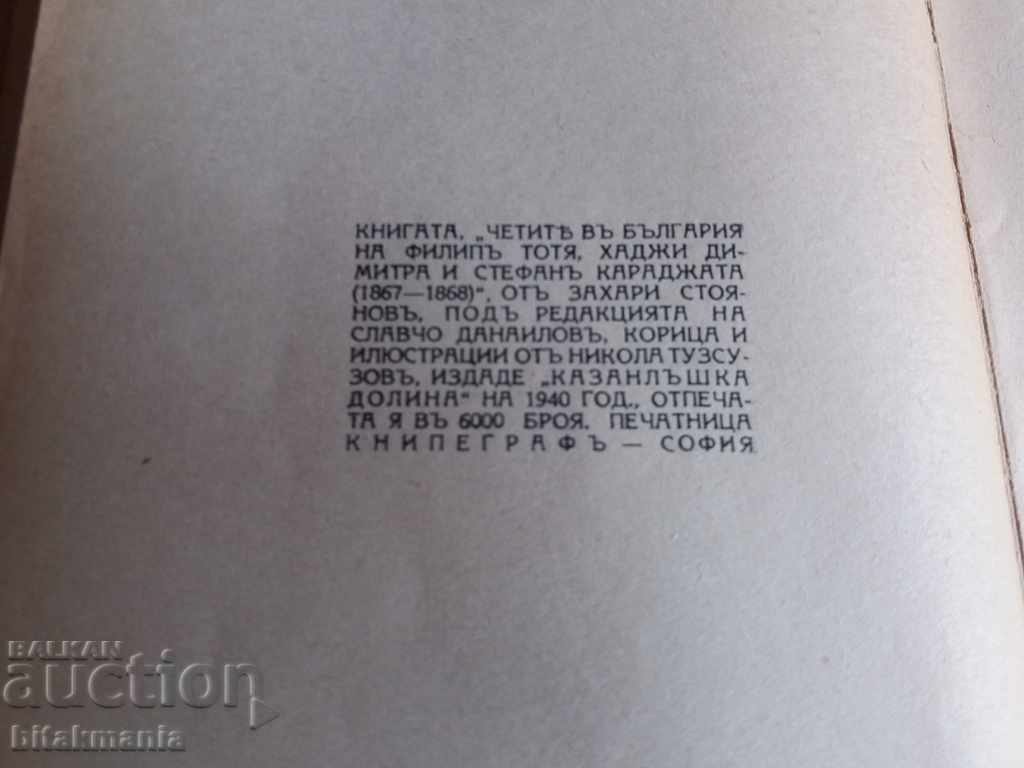 КНИГАТА, „ЧЕТИТѢ ВЪ БЪЛГАРИЯ
НА ФИЛИПЪ ТОТЯ, ХАДЖИ ДИ-
МИТРА И СТЕФАНЪ КАРАДЖАТА
(1867—1868)“, ОТЪ ЗАХАРИ СТОЯ-
НОВЪ, ПОДЪ РЕДАКЦИЯТА НА
СЛАВЧО ДАНАИЛОВЪ, КОРИЦА И
ИЛЮСТРАЦИИ ОТЪ НИКОЛА ТУЗСУ-
ЗОВЪ, ИЗДАДЕ „КАЗАНЛЪШКА
ДОЛИНА“ НА 1940 ГОД., ОТПЕЧА-
ТА Я ВЪ 6000 БРОЯ. ПЕЧАТНИЦА
КНИПЕГРАФЪ — СОФИЯ.
BALKAN
auction
bitakmania